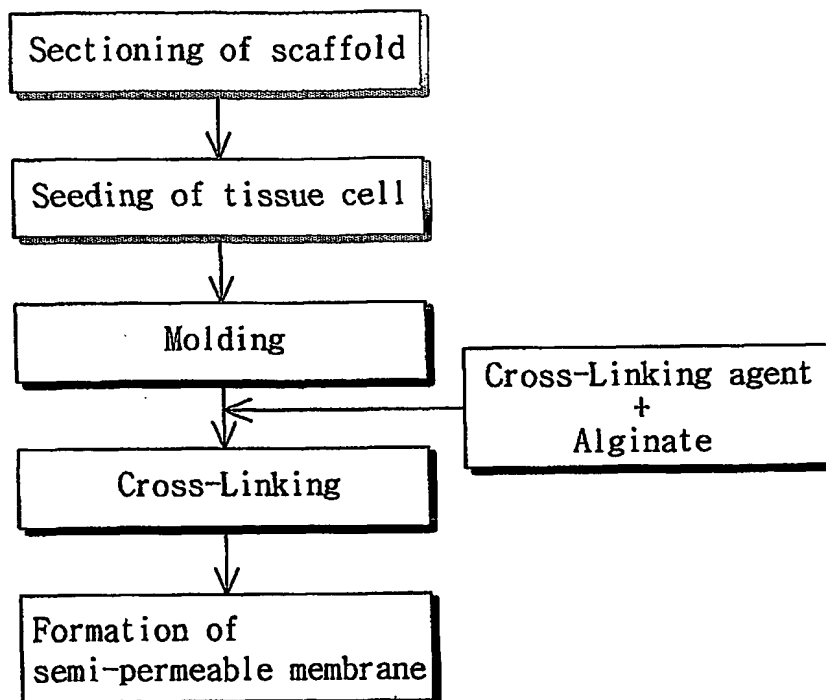 Sectioning of scaffold
Seeding of tissue cell
Molding
Cross-Linking agent
+
Alginate
Cross-Linking
Formation of
semi-permeable membrane